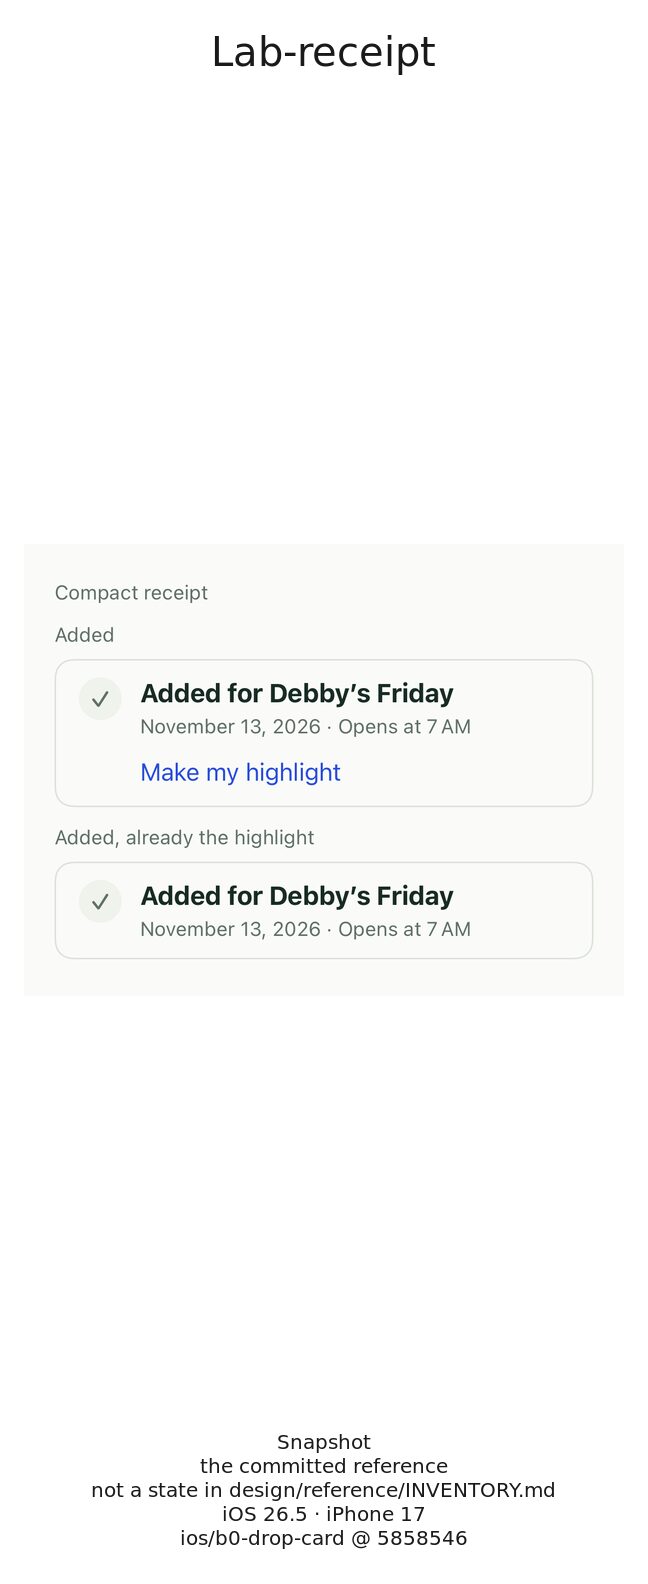 Lab-receipt
Compact receipt
Added
Added for Debby’s Friday
November 13, 2026 · Opens at 7 AM
Make my highlight
Added, already the highlight
Added for Debby’s Friday
November 13, 2026 · Opens at 7 AM
Snapshot
the committed reference
not a state in design/reference/INVENTORY.md
iOS 26.5 · iPhone 17
ios/b0-drop-card @ 5858546